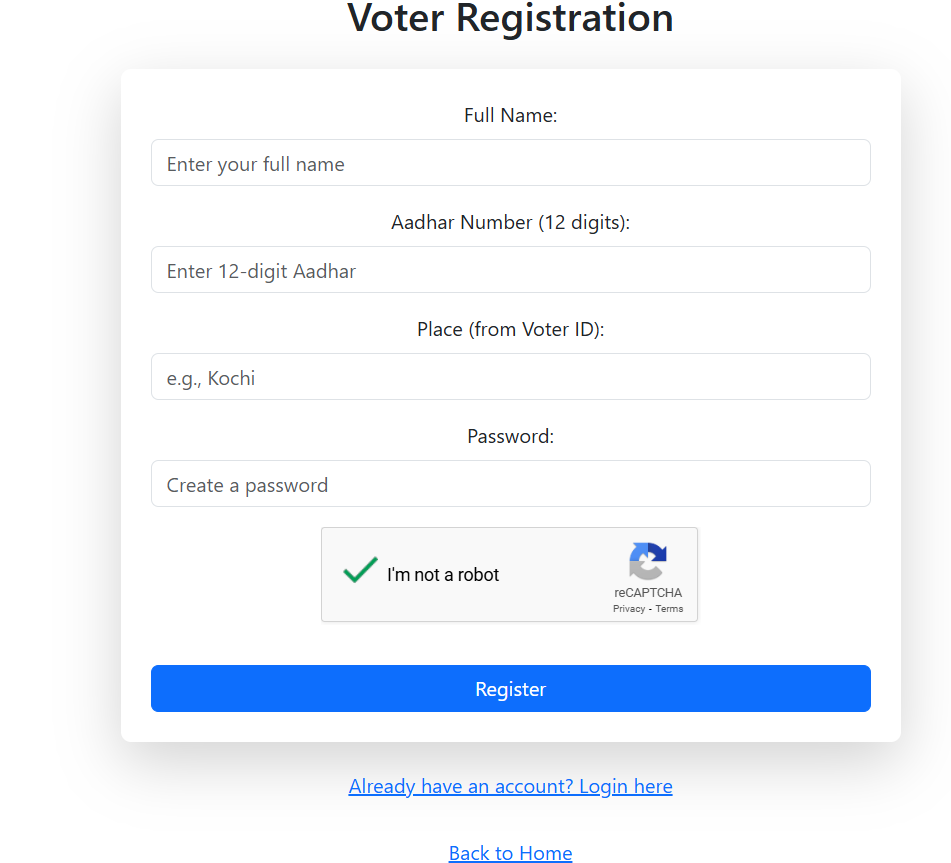 Voter Registration
Full Name:
Enter your full name
Aadhar Number (12 digits):
Enter 12-digit Aadhar
Place (from Voter ID):
e.g., Kochi
Password:
Create a password
I'm not a robot
reCAPTCHA
Privacy - Terms
Register
Already have an account? Login here
Back to Home